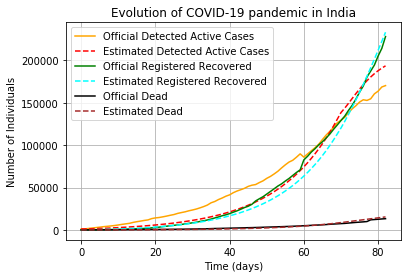 Evolution of COVID-19 pandemic in India
Official Detected Active Cases
Estimated Detected Active Cases
Official Registered Recovered
Estimated Registered Recovered
Official Dead
Estimated Dead
Number of Individuals
200000
150000
100000
50000
0
0 20 40 60 80
Time (days)